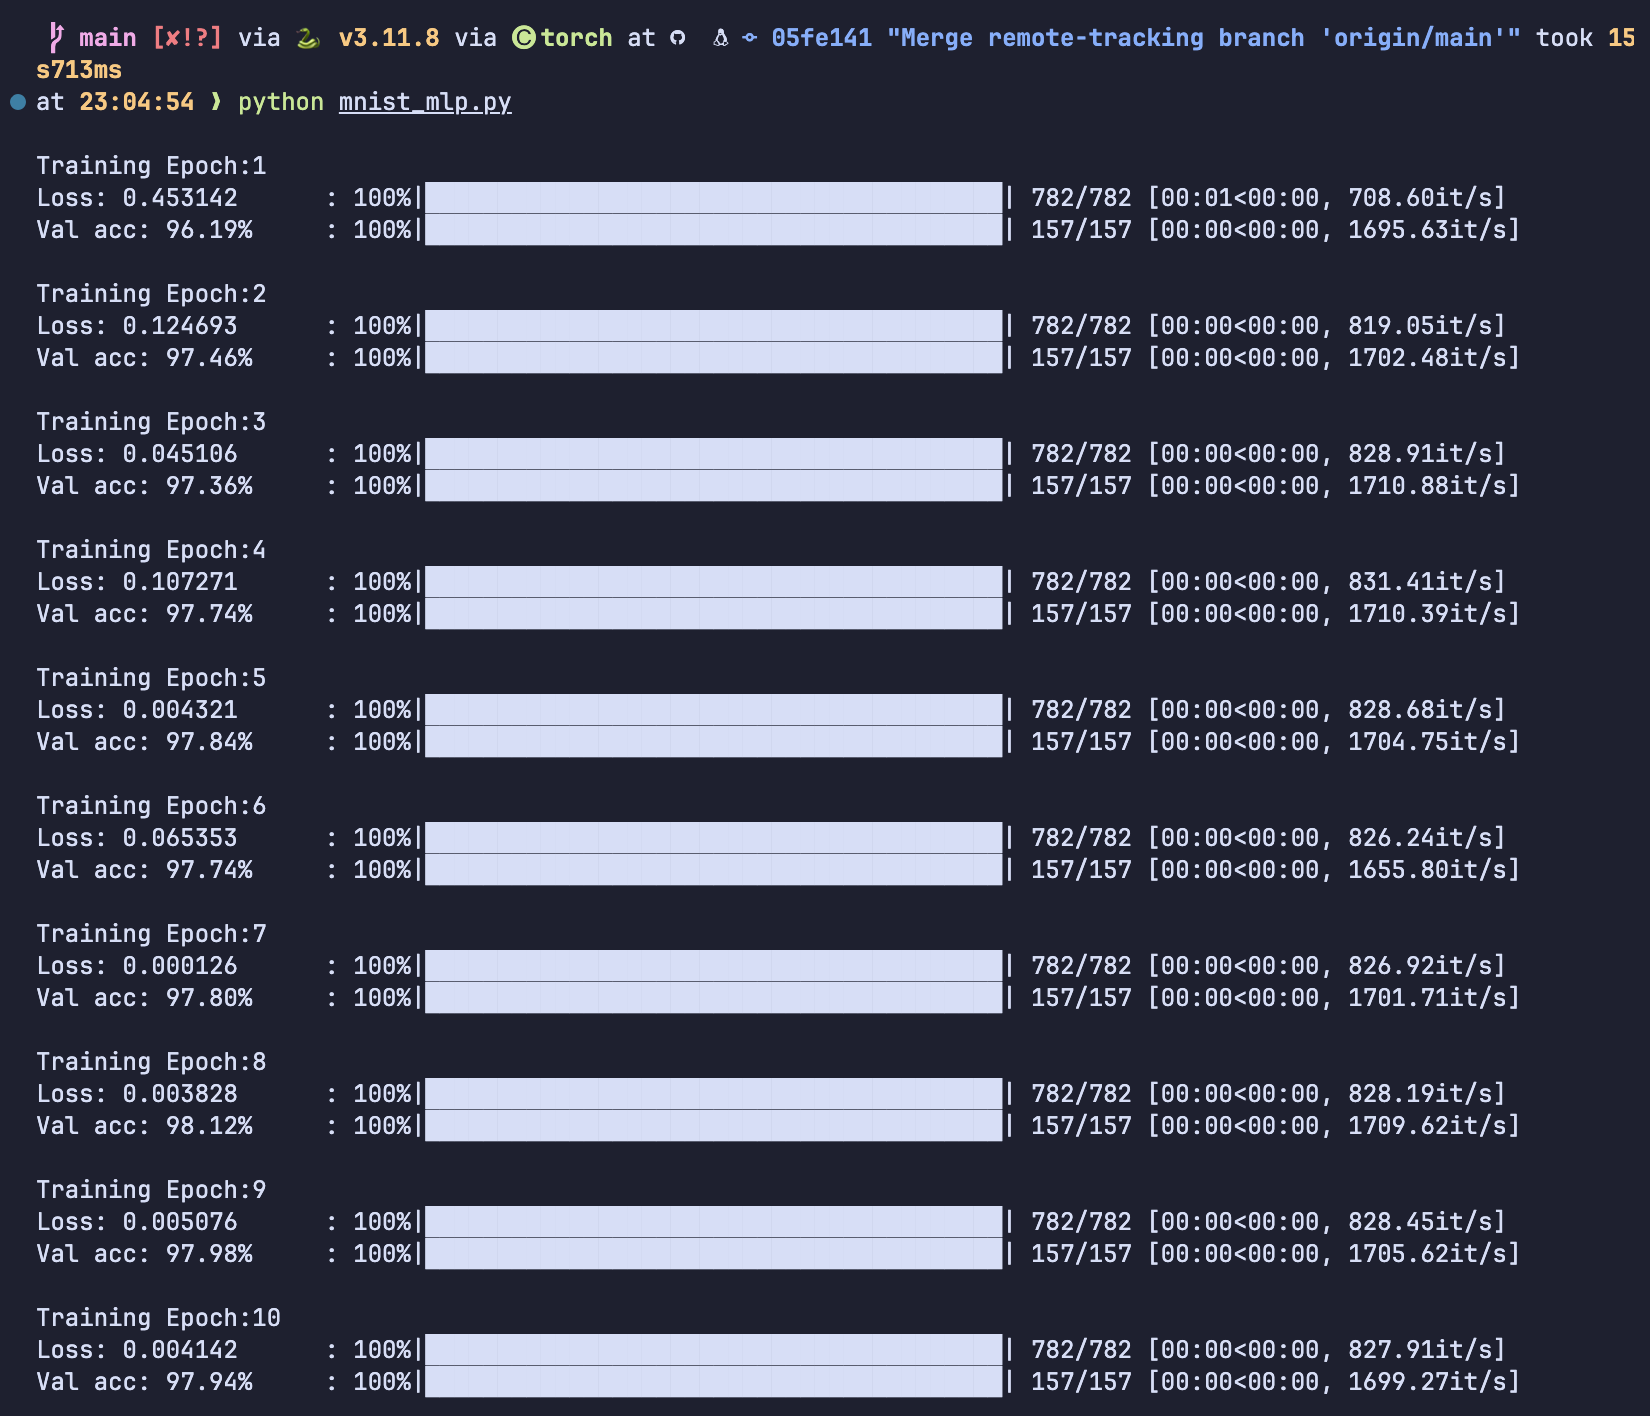 main [✘!?] via 🐍 v3.11.8 via Ⓒtorch at 05fe141 "Merge remote-tracking branch 'origin/main'" took 15
s713ms
at 23:04:54 ❱ python mnist_mlp.py
Training Epoch:1
Loss: 0.453142 : 100%|██████████| 782/782 [00:01<00:00, 708.60it/s]
Val acc: 96.19% : 100%|██████████| 157/157 [00:00<00:00, 1695.63it/s]
Training Epoch:2
Loss: 0.124693 : 100%|██████████| 782/782 [00:00<00:00, 819.05it/s]
Val acc: 97.46% : 100%|██████████| 157/157 [00:00<00:00, 1702.48it/s]
Training Epoch:3
Loss: 0.045106 : 100%|██████████| 782/782 [00:00<00:00, 828.91it/s]
Val acc: 97.36% : 100%|██████████| 157/157 [00:00<00:00, 1710.88it/s]
Training Epoch:4
Loss: 0.107271 : 100%|██████████| 782/782 [00:00<00:00, 831.41it/s]
Val acc: 97.74% : 100%|██████████| 157/157 [00:00<00:00, 1710.39it/s]
Training Epoch:5
Loss: 0.004321 : 100%|██████████| 782/782 [00:00<00:00, 828.68it/s]
Val acc: 97.84% : 100%|██████████| 157/157 [00:00<00:00, 1704.75it/s]
Training Epoch:6
Loss: 0.065353 : 100%|██████████| 782/782 [00:00<00:00, 826.24it/s]
Val acc: 97.74% : 100%|██████████| 157/157 [00:00<00:00, 1655.80it/s]
Training Epoch:7
Loss: 0.000126 : 100%|██████████| 782/782 [00:00<00:00, 826.92it/s]
Val acc: 97.80% : 100%|██████████| 157/157 [00:00<00:00, 1701.71it/s]
Training Epoch:8
Loss: 0.003828 : 100%|██████████| 782/782 [00:00<00:00, 828.19it/s]
Val acc: 98.12% : 100%|██████████| 157/157 [00:00<00:00, 1709.62it/s]
Training Epoch:9
Loss: 0.005076 : 100%|██████████| 782/782 [00:00<00:00, 828.45it/s]
Val acc: 97.98% : 100%|██████████| 157/157 [00:00<00:00, 1705.62it/s]
Training Epoch:10
Loss: 0.004142 : 100%|██████████| 782/782 [00:00<00:00, 827.91it/s]
Val acc: 97.94% : 100%|██████████| 157/157 [00:00<00:00, 1699.27it/s]